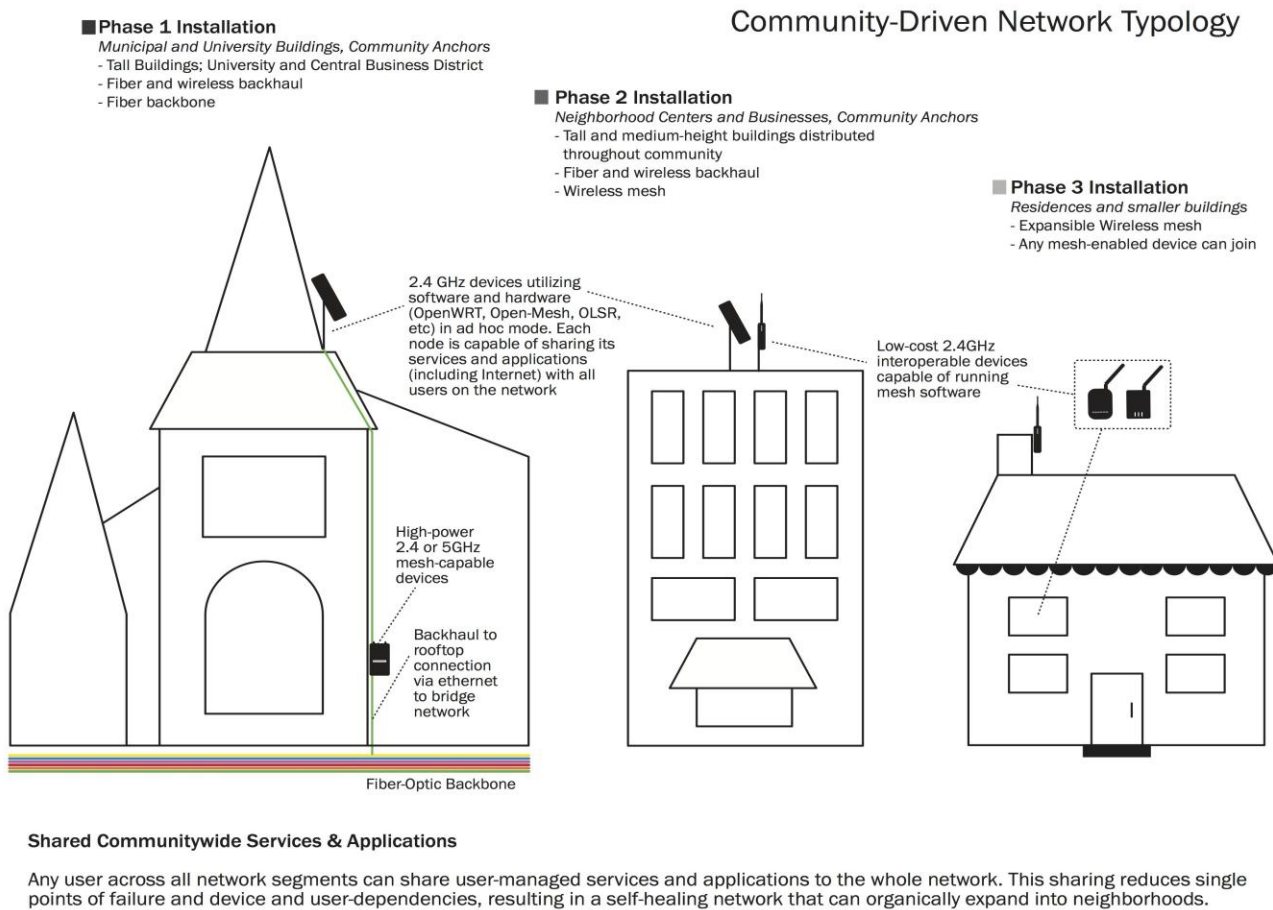 Community-Driven Network Typology
Phase 1 Installation
Municipal and University Buildings, Community Anchors
- Tall Buildings; University and Central Business District
- Fiber and wireless backhaul
- Fiber backbone
Phase 2 Installation
Neighborhood Centers and Businesses, Community Anchors
- Tall and medium-height buildings distributed
throughout community
- Fiber and wireless backhaul
- Wireless mesh
Phase 3 Installation
Residences and smaller buildings
- Expansible Wireless mesh
- Any mesh-enabled device can join
2.4 GHz devices utilizing
software and hardware
(OpenWRT, Open-Mesh, OLSR,
etc) in ad hoc mode. Each
node is capable of sharing its
services and applications
(including Internet) with all
users on the network
Low-cost 2.4GHz
interoperable devices
capable of running
mesh software
High-power
2.4 or 5GHz
mesh-capable
devices
Backhaul to
rooftop
connection
via ethernet
to bridge
network
Fiber-Optic Backbone
Shared Communitywide Services & Applications
Any user across all network segments can share user-managed services and applications to the whole network. This sharing reduces single
points of failure and device and user-dependencies, resulting in a self-healing network that can organically expand into neighborhoods.